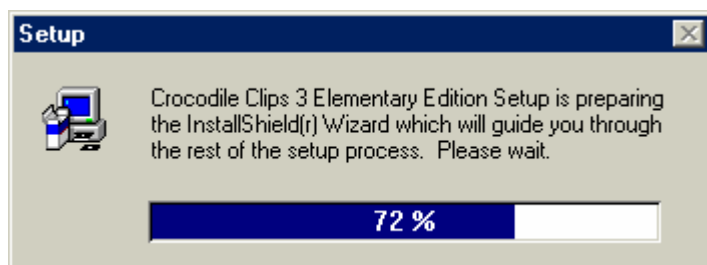 Setup
Crocodile Clips 3 Elementary Edition Setup is preparing
the InstallShield(r) Wizard which will guide you through
the rest of the setup process.  Please wait.
72 %